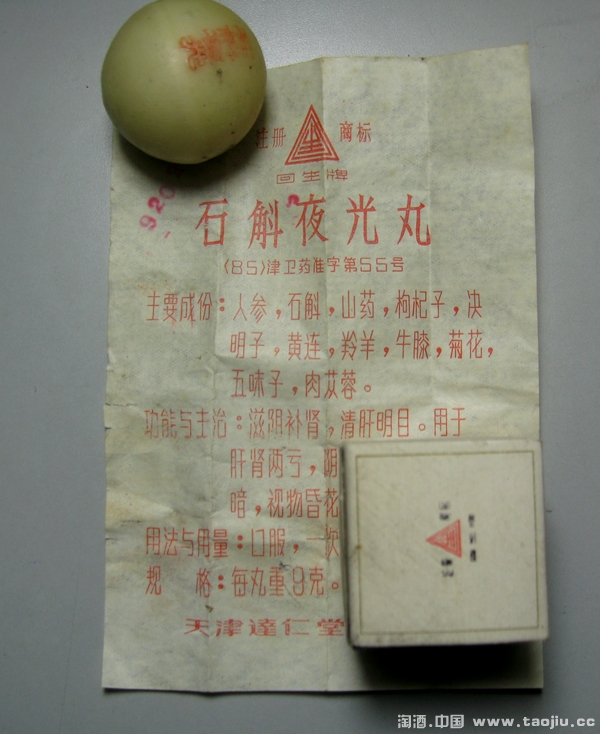 注册 商标
回生牌
石斛夜光丸
(85)津卫药准字第55号
主要成份:人参,石斛,山药,枸杞子,决
明子,黄连,羚羊,牛膝,菊花,
五味子,肉苁蓉。
功能与主治:滋阴补肾,清肝明目。用于
肝肾两亏,阴
暗,视物昏花
用法与用量:口服,一次
规 格:每丸重9克。
天津達仁堂
920
淘酒.中国 www.taojiu.cc